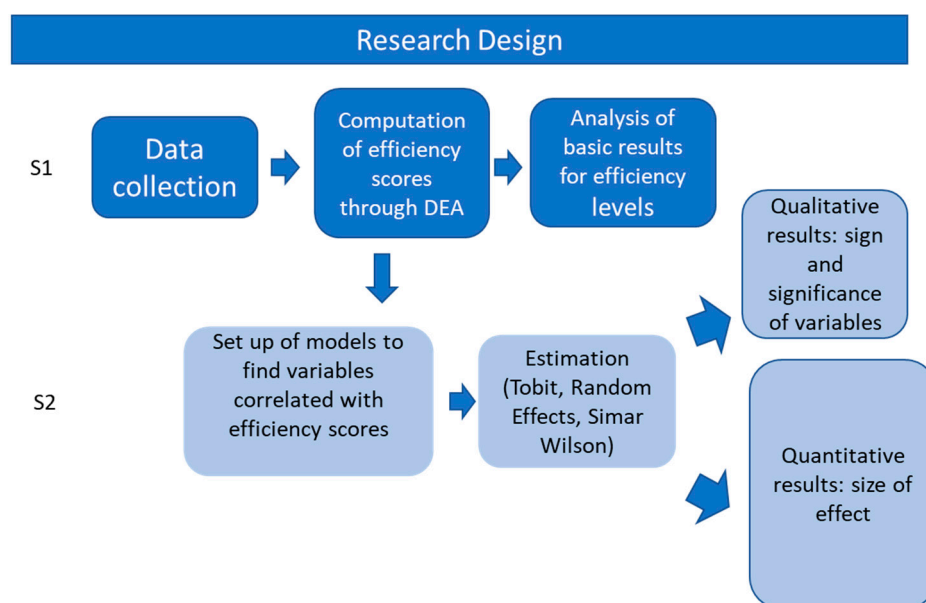 Research Design
S1
Data
collection
Computation
of efficiency
scores
through DEA
Analysis of
basic results
for efficiency
levels
Qualitative
results: sign
and
significance
of variables
S2
Set up of models to
find variables
correlated with
efficiency scores
Estimation
(Tobit, Random
Effects, Simar
Wilson)
Quantitative
results: size of
effect